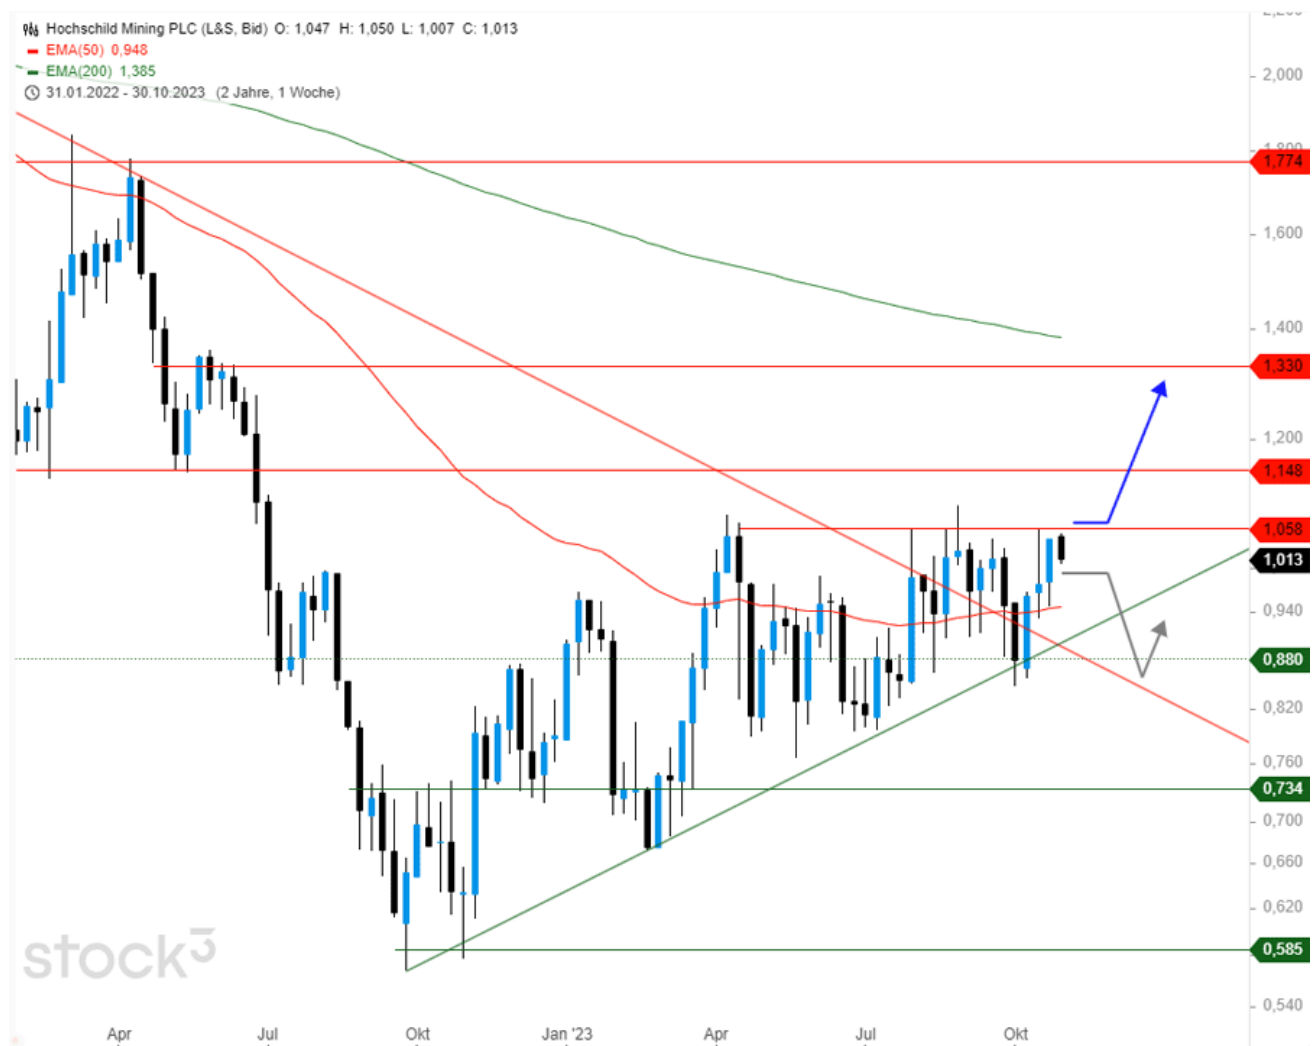 Hochschild Mining PLC (L&S, Bid) O: 1,047 H: 1,050 L: 1,007 C: 1,013
EMA(50) 0,948
EMA(200) 1,385
31.01.2022 - 30.10.2023 (2 Jahre, 1 Woche)
2,200
2,000
1,800
1,774
1,600
1,400
1,330
1,200
1,148
1,058
1,013
0,940
0,880
0,820
0,760
0,734
0,700
0,660
0,620
0,585
0,540
stock3
Apr
Jul
Okt
Jan '23
Apr
Jul
Okt